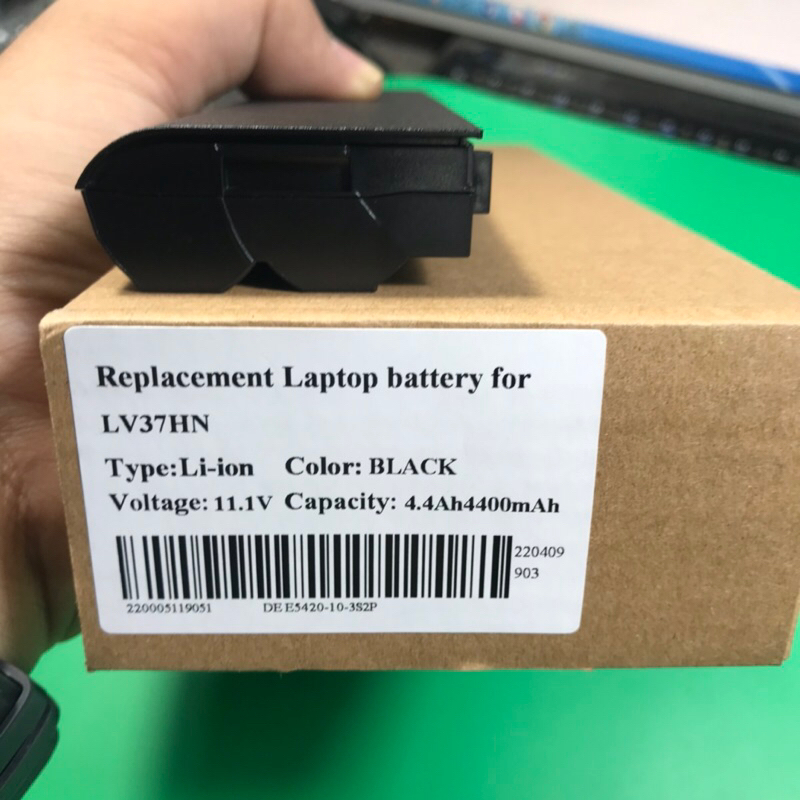 Replacement Laptop battery for
LV37HN
Type:Li-ion Color: BLACK
Voltage: 11.1V Capacity: 4.4Ah4400mAh
220409
903
220005119051 DE E5420-10-3S2P